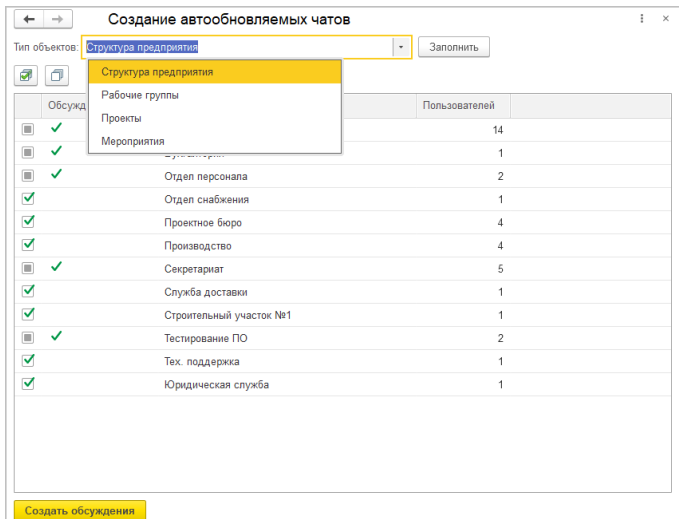 Создание автообновляемых чатов
Тип объектов: Структура предприятия Заполнить
Структура предприятия
Рабочие группы
Проекты
Мероприятия
Обсужд Пользователей
14
1
Отдел персонала 2
Отдел снабжения 1
Проектное бюро 4
Производство 4
Секретариат 5
Служба доставки 1
Строительный участок №1 1
Тестирование ПО 2
Тех. поддержка 1
Юридическая служба 1
Создать обсуждения